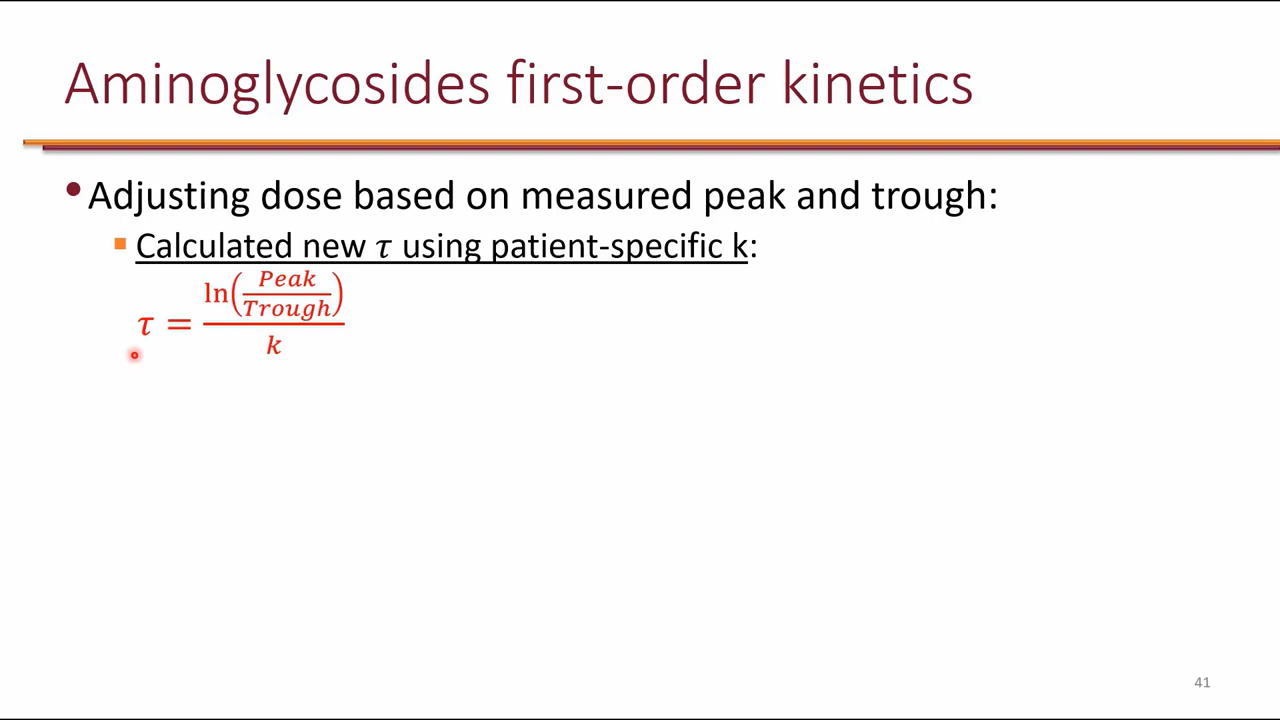 Aminoglycosides first-order kinetics
•Adjusting dose based on measured peak and trough:
▪ Calculated new 𝜏 using patient-specific k:
𝜏 = ln(Peak/Trough)/k
41